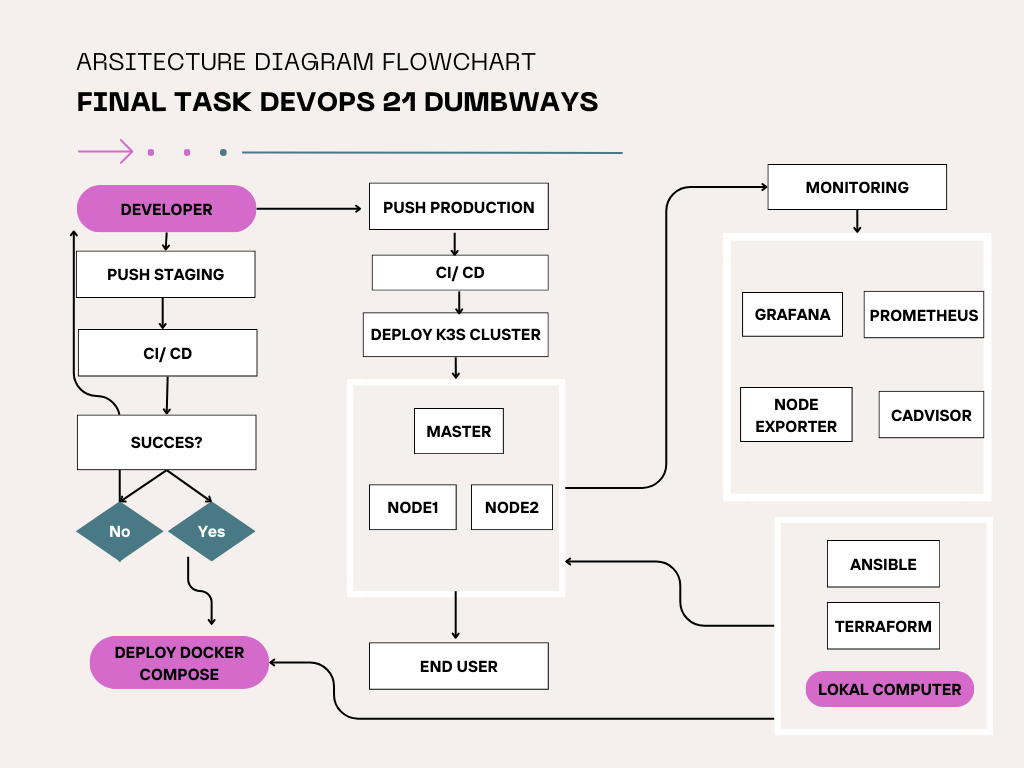 ARSITECTURE DIAGRAM FLOWCHART
FINAL TASK DEVOPS 21 DUMBWAYS
DEVELOPER
PUSH STAGING
CI/ CD
SUCCES?
No
Yes
DEPLOY DOCKER
COMPOSE
PUSH PRODUCTION
CI/ CD
DEPLOY K3S CLUSTER
MASTER
NODE1
NODE2
END USER
MONITORING
GRAFANA
PROMETHEUS
NODE
EXPORTER
CADVISOR
ANSIBLE
TERRAFORM
LOKAL COMPUTER